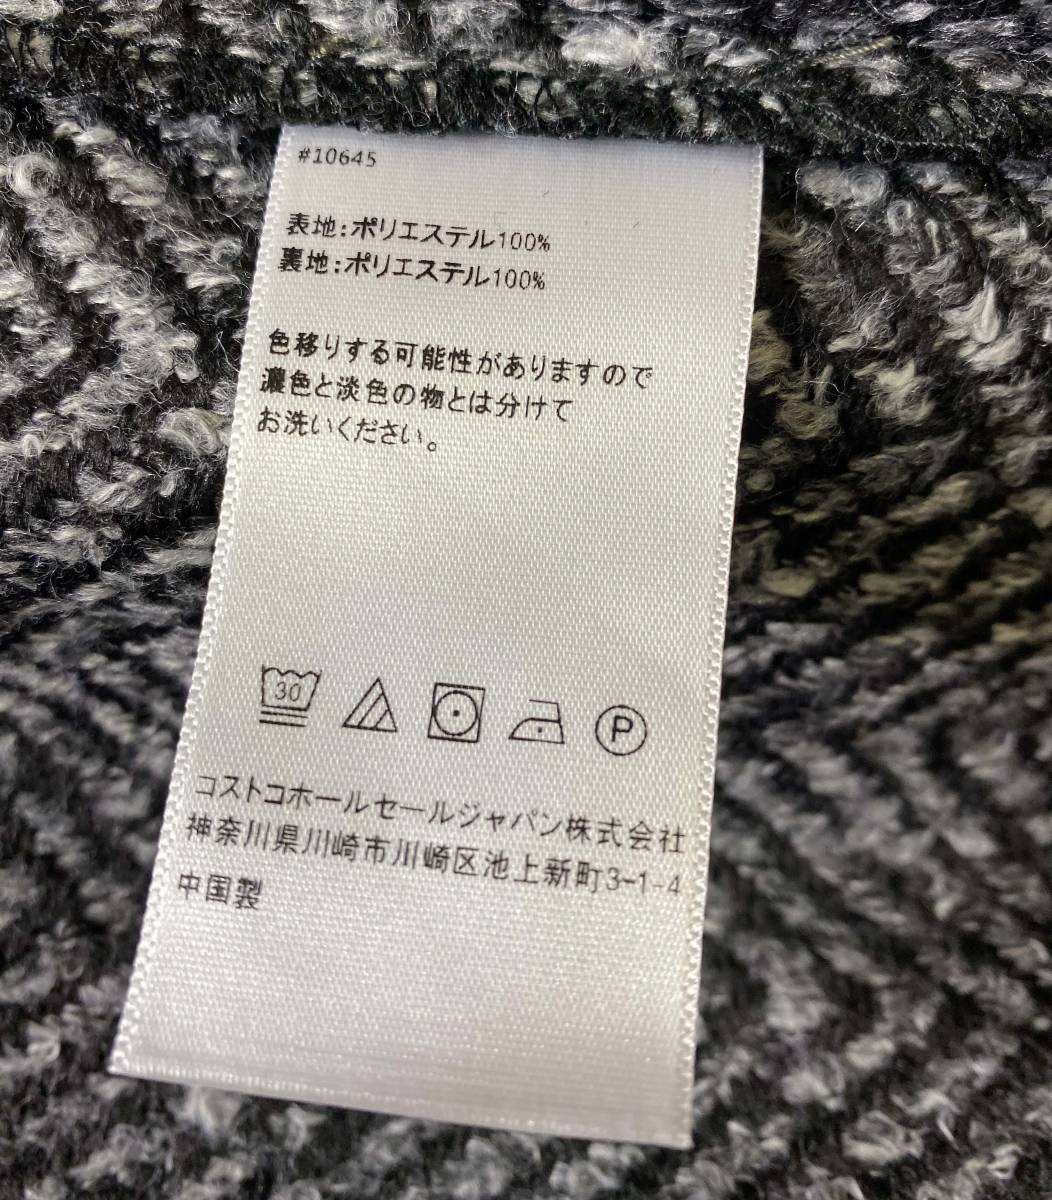 #10645
表地:ポリエステル100%
裏地:ポリエステル100%
色移りする可能性がありますので
濃色と淡色の物とは分けて
お洗いください。
30 P
コストコホールセールジャパン株式会社
神奈川県川崎市川崎区池上新町3-1-4
中国製